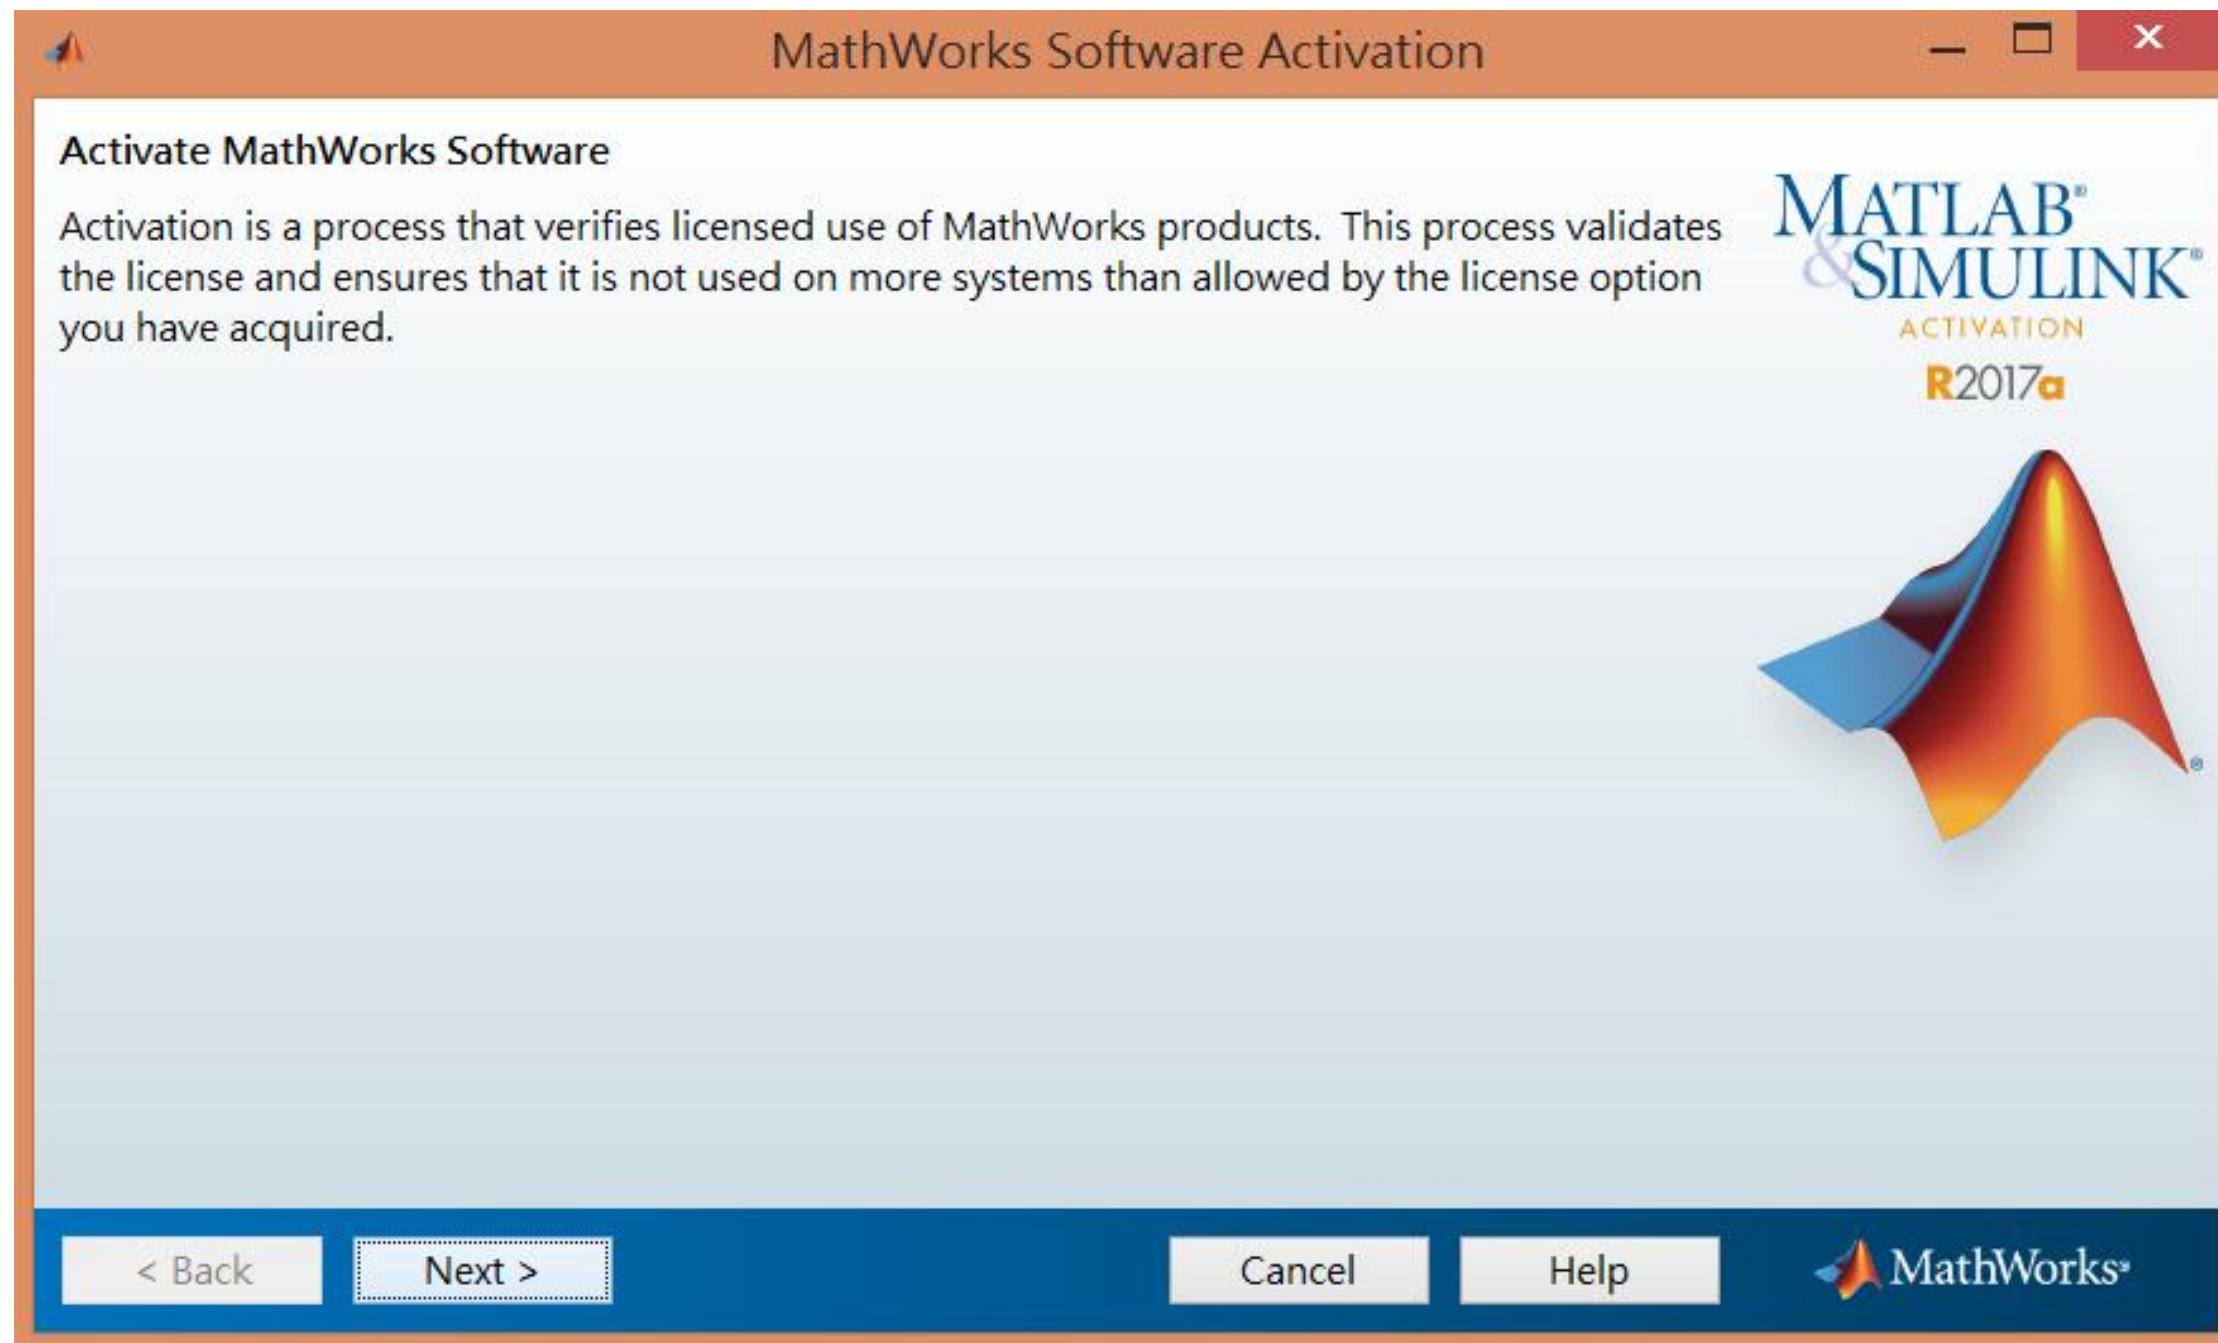 MathWorks Software Activation
Activate MathWorks Software
Activation is a process that verifies licensed use of MathWorks products.  This process validates
the license and ensures that it is not used on more systems than allowed by the license option
you have acquired.
MATLAB®
&SIMULINK®
ACTIVATION
R2017a
®
< Back
Next >
Cancel
Help
MathWorks®